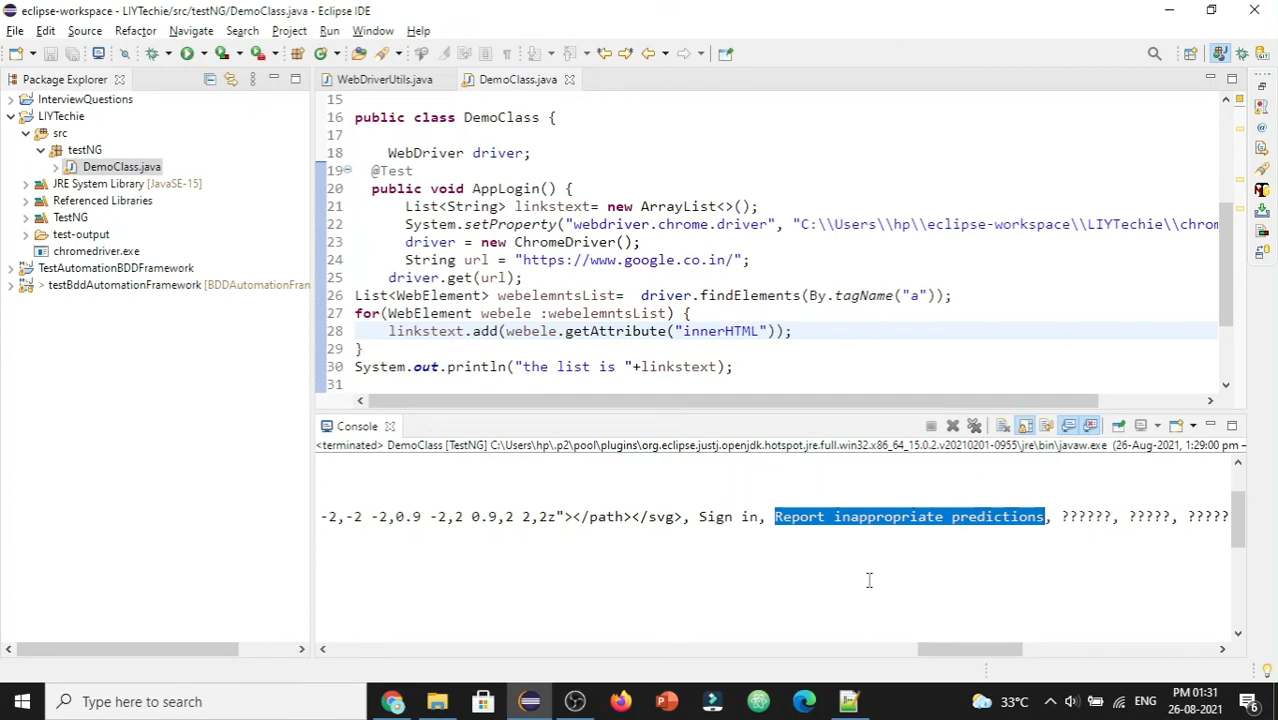 eclipse-workspace - LIYTechie/src/testNG/DemoClass.java - Eclipse IDE
File Edit Source Refactor Navigate Search Project Run Window Help
Package Explorer
WebDriverUtils.java DemoClass.java
InterviewQuestions
LIYTechie
src
testNG
DemoClass.java
JRE System Library [JavaSE-15]
Referenced Libraries
TestNG
test-output
chromedriver.exe
TestAutomationBDDFramework
> testBddAutomationFramework [BDDAutomationFran
15
16 public class DemoClass {
17
18 WebDriver driver;
19 @Test
20 public void AppLogin() {
21 List<String> linkstext= new ArrayList<>();
22 System.setProperty("webdriver.chrome.driver", "C:\\Users\\hp\\eclipse-workspace\\LIYTechie\\chrom
23 driver = new ChromeDriver();
24 String url = "https://www.google.co.in/";
25 driver.get(url);
26 List<WebElement> webelemntsList= driver.findElements(By.tagName("a"));
27 for(WebElement webele :webelemntsList) {
28 linkstext.add(webele.getAttribute("innerHTML"));
29 }
30 System.out.println("the list is "+linkstext);
31
Console
<terminated> DemoClass [TestNG] C:\Users\hp\.p2\pool\plugins\org.eclipse.justj.openjdk.hotspot.jre.full.win32.x86_64_15.0.2.v20210201-0955\jre\bin\javaw.exe (26-Aug-2021, 1:29:00 pm –
-2,-2 -2,0.9 -2,2 0.9,2 2,2z"></path></svg>, Sign in, Report inappropriate predictions, ??????, ?????, ?????
Type here to search
33°C ENG
PM 01:31
26-08-2021
6